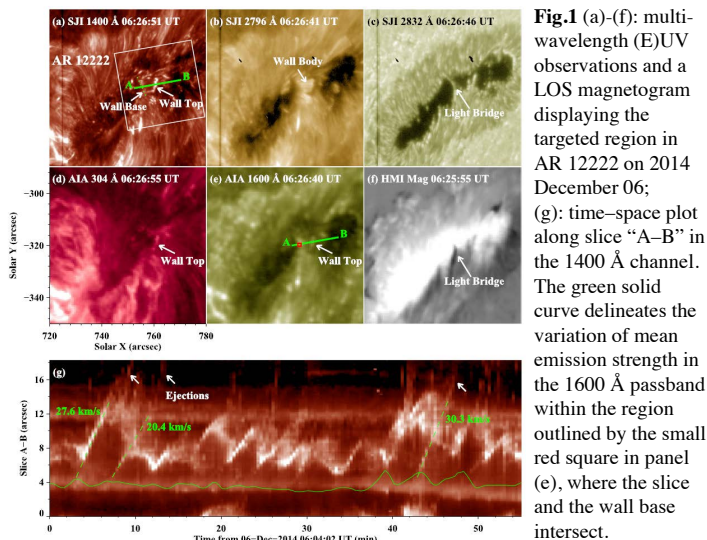 (a) SJI 1400 Å 06:26:51 UT
AR 12222
A
B
Wall Base
Wall Top
(b) SJI 2796 Å 06:26:41 UT
Wall Body
(c) SJI 2832 Å 06:26:46 UT
Light Bridge
(d) AIA 304 Å 06:26:55 UT
Wall Top
(e) AIA 1600 Å 06:26:40 UT
A
B
Wall Top
(f) HMI Mag 06:25:55 UT
Light Bridge
−300
−320
−340
Solar Y (arcsec)
720 740 760 780
Solar X (arcsec)
(g)
Ejections
27.6 km/s
20.4 km/s
30.5 km/s
16
12
8
4
0
Slice A−B (arcsec)
0 10 20 30 40 50
Time from 06−Dec−2014 06:04:02 UT (min)
Fig.1 (a)-(f): multi-
wavelength (E)UV
observations and a
LOS magnetogram
displaying the
targeted region in
AR 12222 on 2014
December 06;
(g): time–space plot
along slice “A–B” in
the 1400 Å channel.
The green solid
curve delineates the
variation of mean
emission strength in
the 1600 Å passband
within the region
outlined by the small
red square in panel
(e), where the slice
and the wall base
intersect.